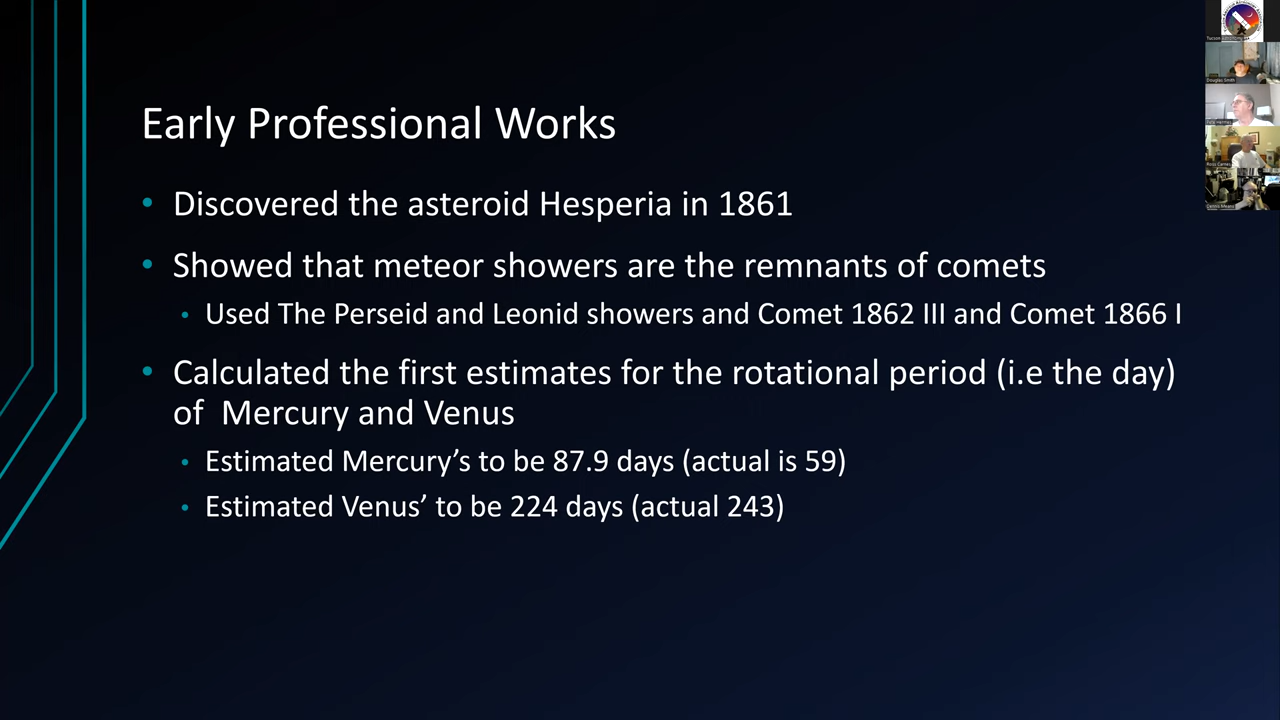 Early Professional Works
• Discovered the asteroid Hesperia in 1861
• Showed that meteor showers are the remnants of comets
• Used The Perseid and Leonid showers and Comet 1862 III and Comet 1866 I
• Calculated the first estimates for the rotational period (i.e the day)
of  Mercury and Venus
• Estimated Mercury’s to be 87.9 days (actual is 59)
• Estimated Venus’ to be 224 days (actual 243)
Douglas Smith